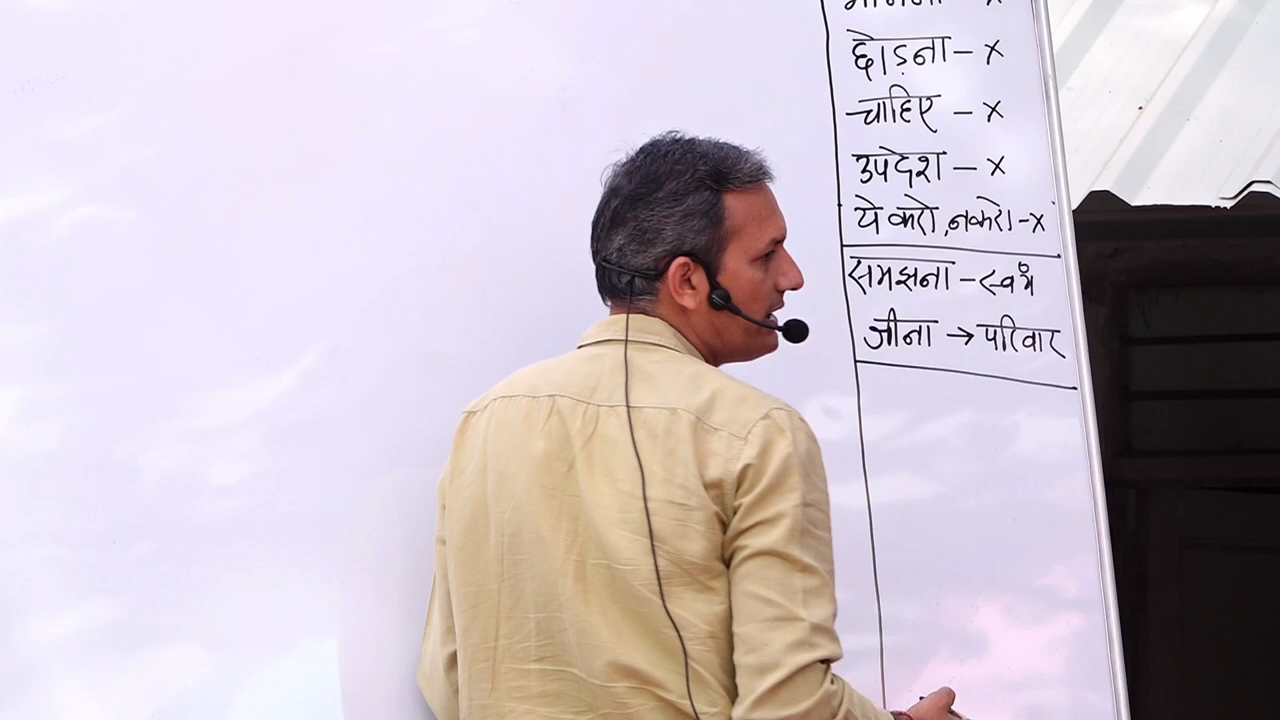 छोड़ना - x
चाहिए - x
उपदेश - x
ये करो, न करो - x
समझना - स्वयं
जीना → परिवार